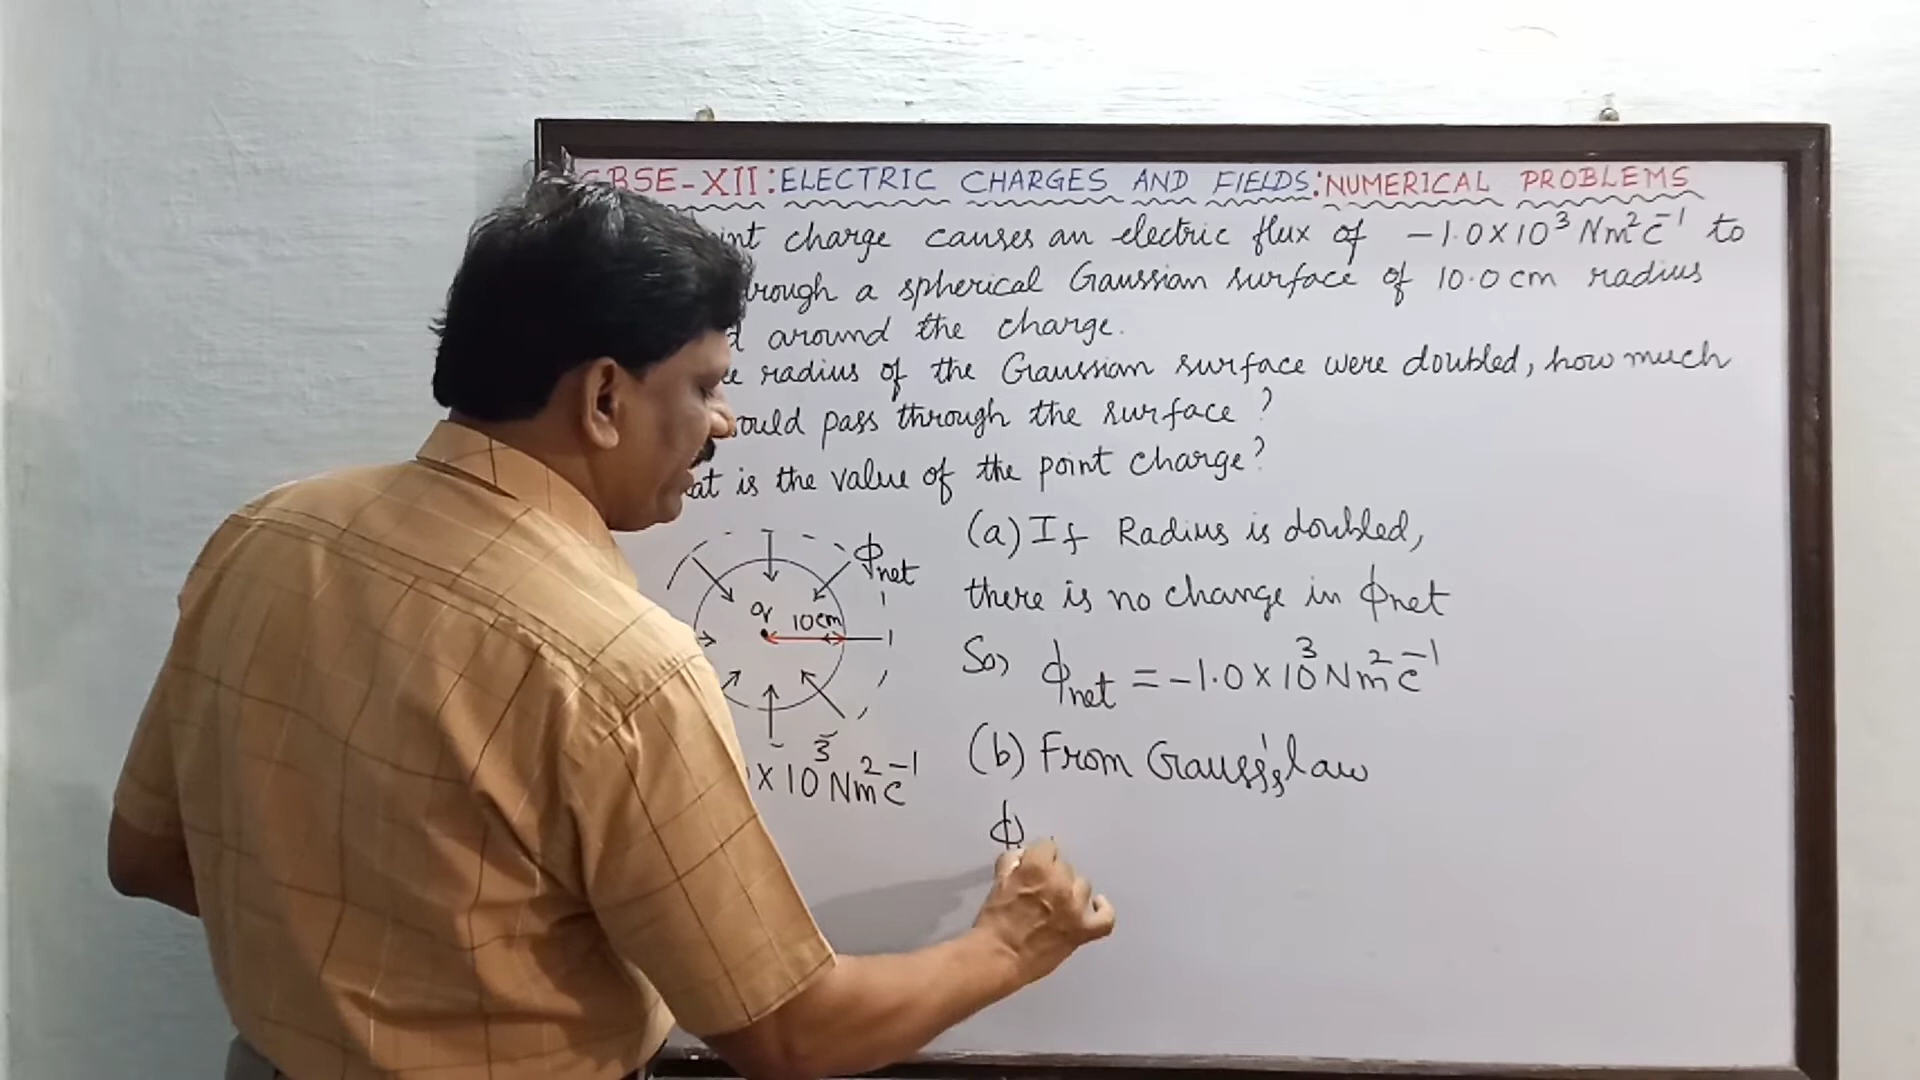 CBSE-XII:ELECTRIC CHARGES AND FIELDS:NUMERICAL PROBLEMS
charge causes an electric flux of -1.0×10³ Nm²C⁻¹ to
a spherical Gaussian surface of 10.0 cm radius
around the charge.
radius of the Gaussian surface were doubled, how much
pass through the surface?
is the value of the point charge?
ϕnet
q
10cm
×10³ Nm²C⁻¹
(a) If Radius is doubled,
there is no change in ϕnet
So, ϕnet = -1.0×10³ Nm²C⁻¹
(b) From Gauss's law
ϕ